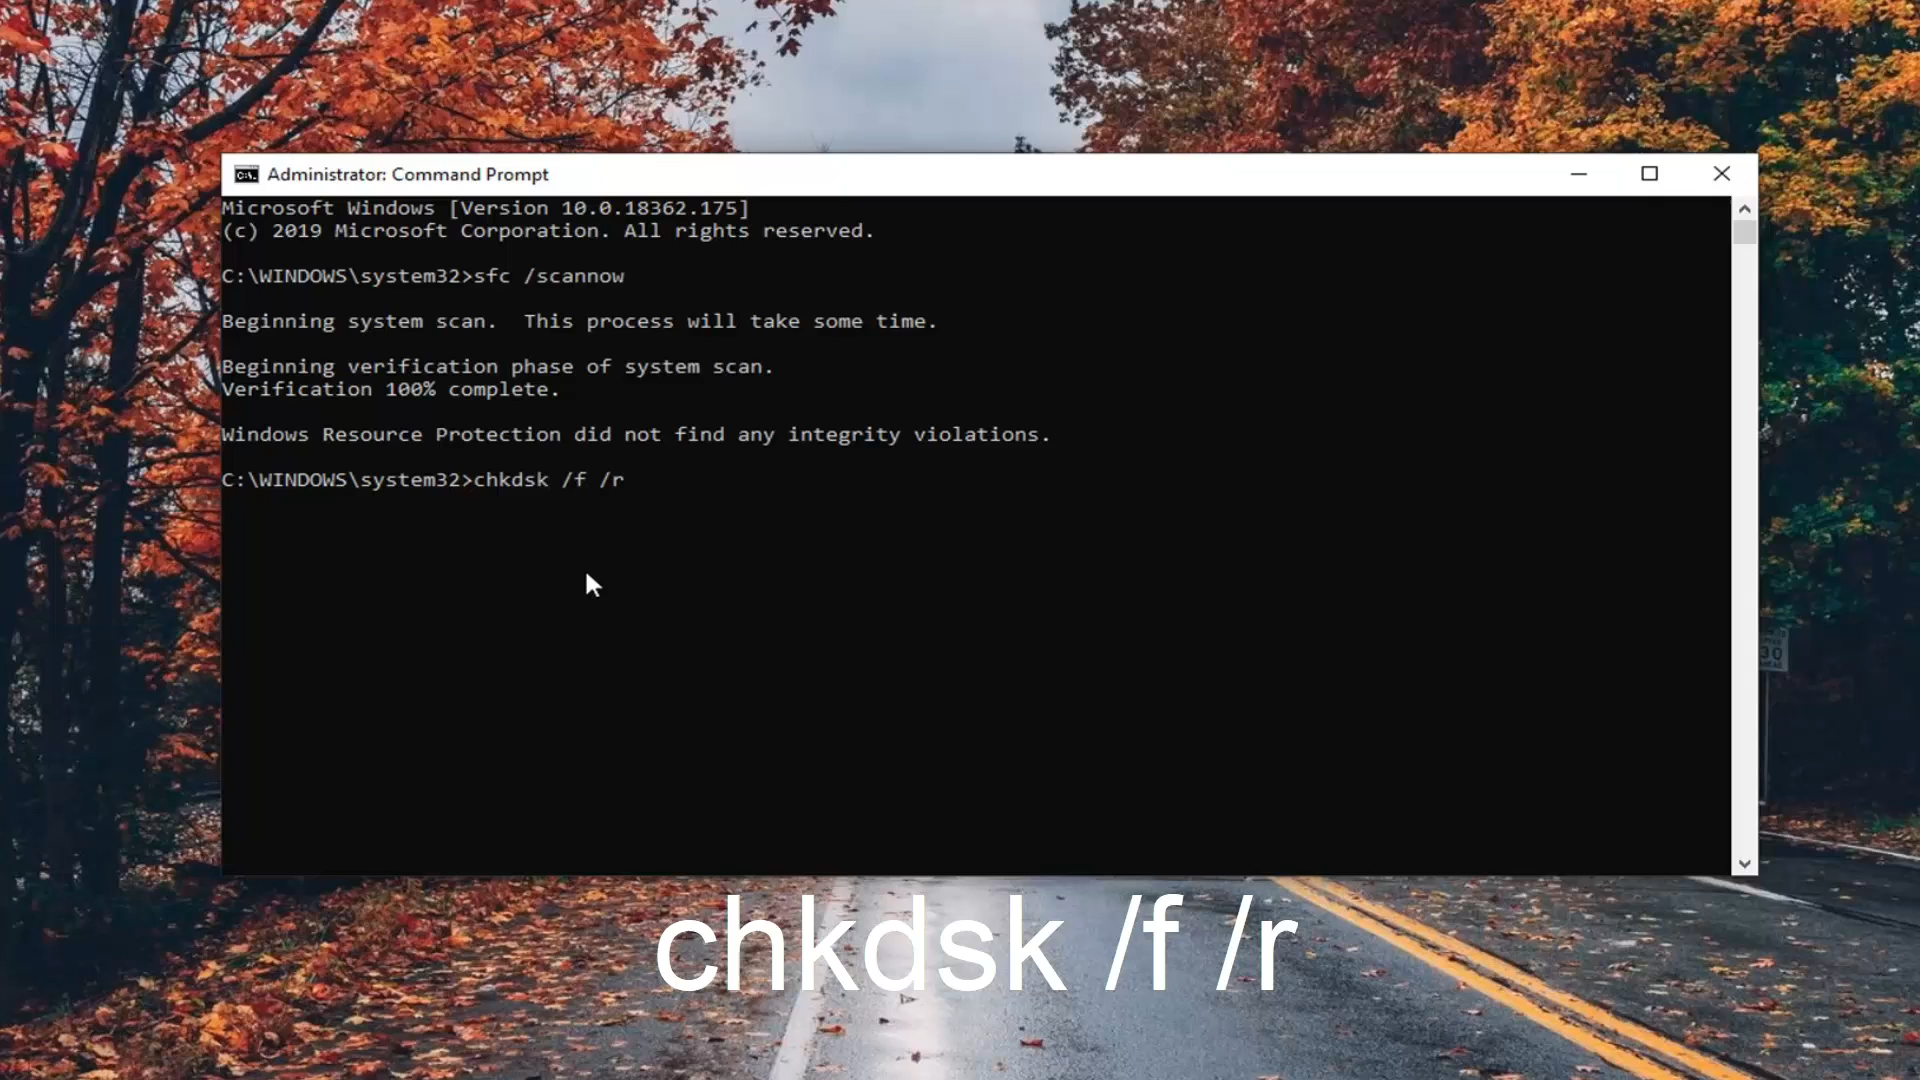 Administrator: Command Prompt
Microsoft Windows [Version 10.0.18362.175]
(c) 2019 Microsoft Corporation. All rights reserved.
C:\WINDOWS\system32>sfc /scannow
Beginning system scan.  This process will take some time.
Beginning verification phase of system scan.
Verification 100% complete.
Windows Resource Protection did not find any integrity violations.
C:\WINDOWS\system32>chkdsk /f /r
30
chkdsk /f /r